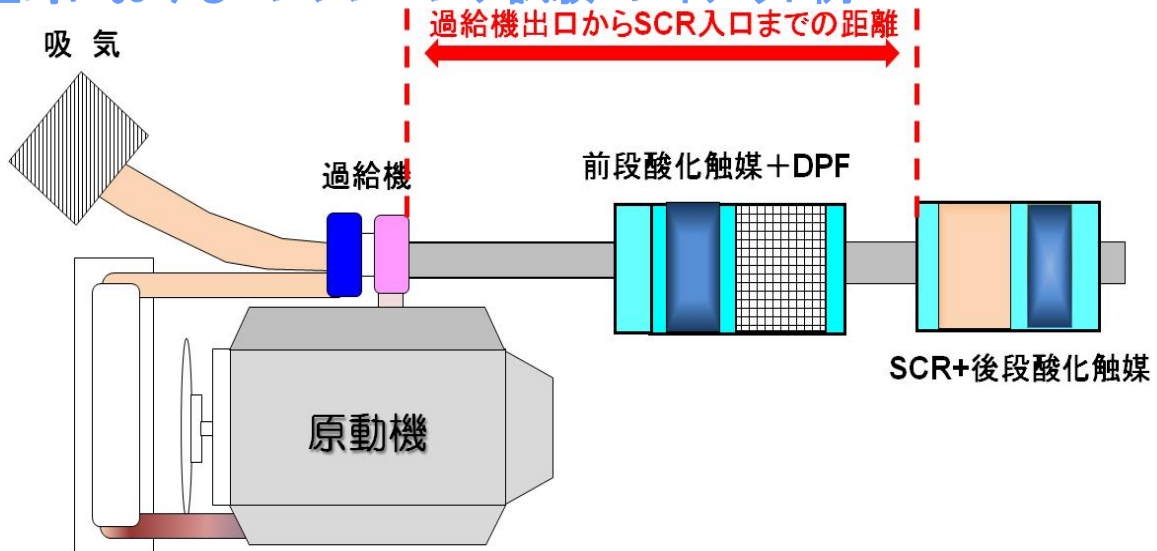 過給機出口からSCR入口までの距離
吸 気
過給機
前段酸化触媒+DPF
SCR+後段酸化触媒
原動機